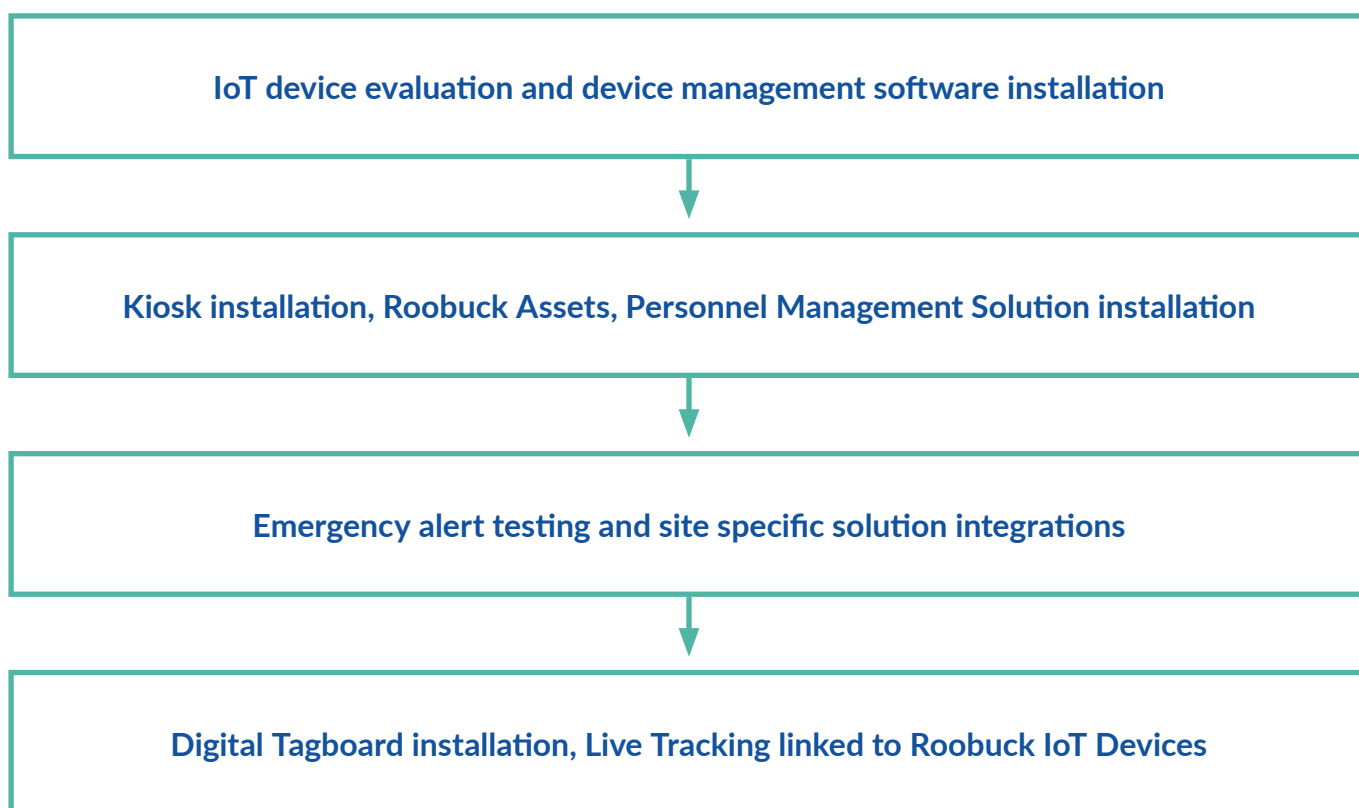 IoT device evaluation and device management software installation
Kiosk installation, Roobuck Assets, Personnel Management Solution installation
Emergency alert testing and site specific solution integrations
Digital Tagboard installation, Live Tracking linked to Roobuck IoT Devices